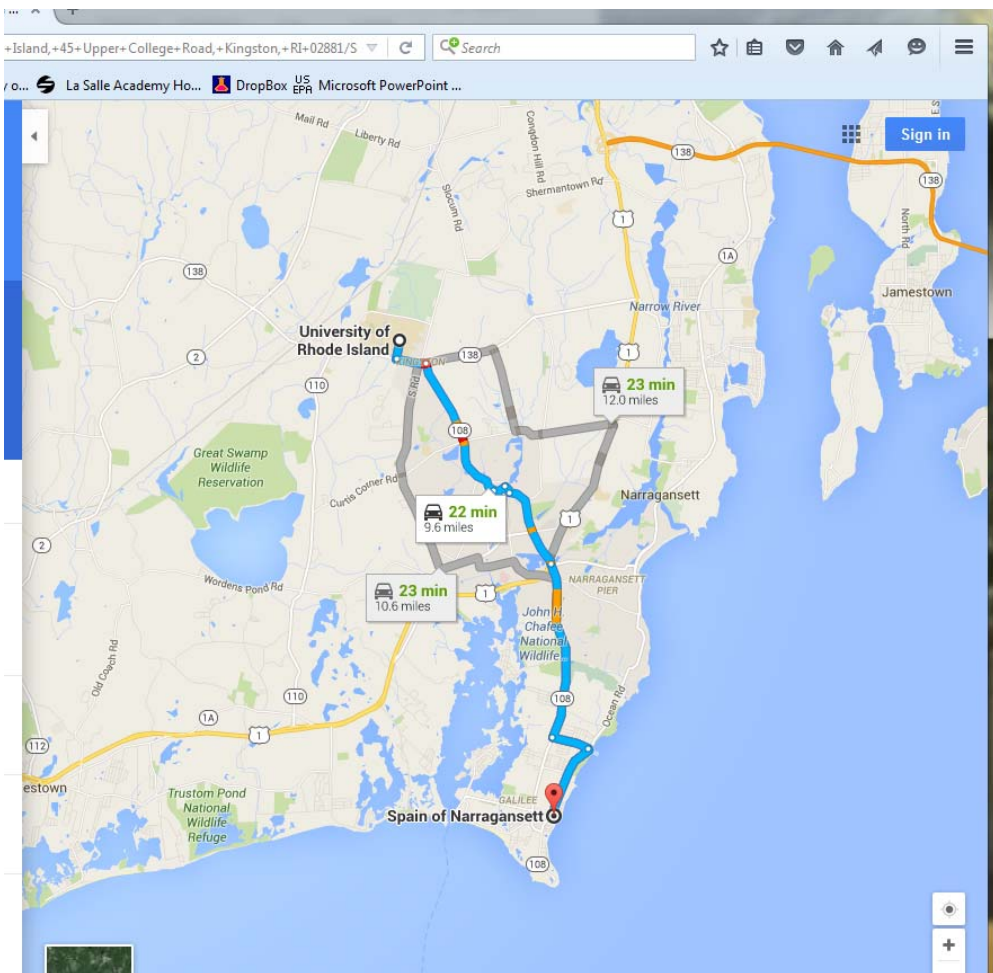 +Island,+45+Upper+College+Road,+Kingston,+RI+02881/S
Search
y o...
La Salle Academy Ho...
DropBox
US EPA
Microsoft PowerPoint ...
Sign in
Mail Rd
Liberty Rd
Congdon Hill Rd
Slocum Rd
Shermantown Rd
138
138
1
1A
North Rd
138
Jamestown
Narrow River
2
University of
Rhode Island
KINGSTON
138
1
110
S Rd
23 min
12.0 miles
108
Great Swamp
Wildlife
Reservation
Curtis Corner Rd
Narragansett
22 min
9.6 miles
1
2
Wordens Pond Rd
23 min
10.6 miles
1
NARRAGANSETT
PIER
John H.
Chafee
National
Wildlife
Old Coach Rd
110
108
Ocean Rd
1A
1
112
estown
Trustom Pond
National
Wildlife
Refuge
GALILEE
Spain of Narragansett
108
+